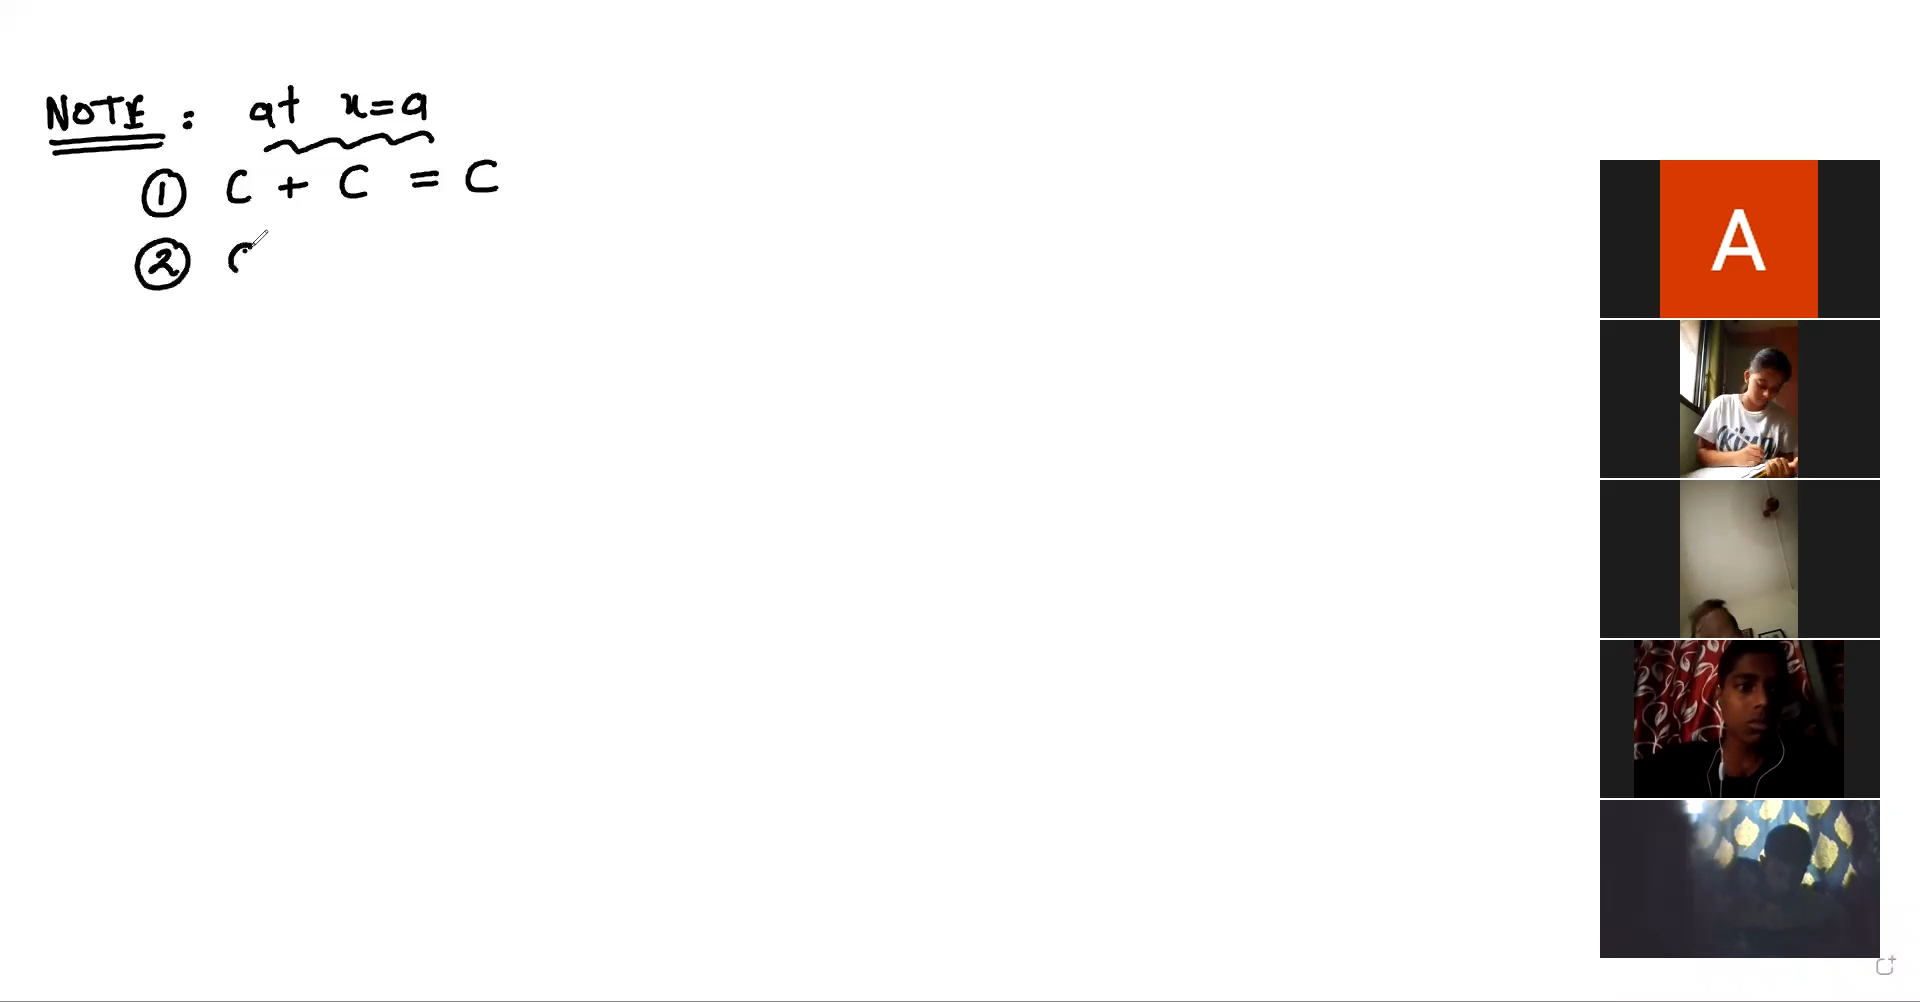 NOTE : at x=a
① C + C = C
②
A